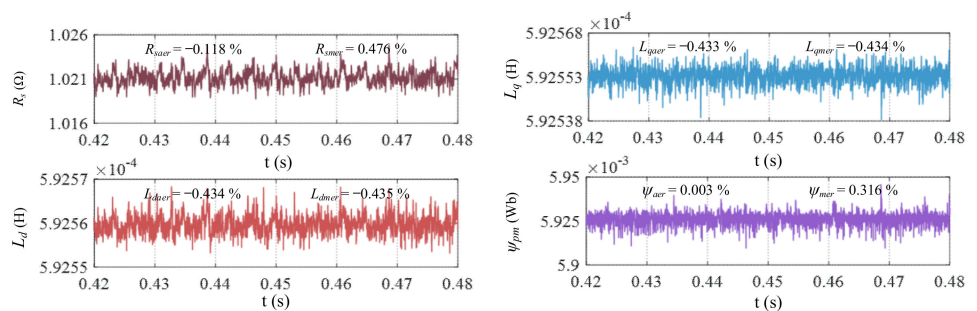 1.026
R_saer = −0.118 %
R_smer = 0.476 %
1.021
R_s (Ω)
1.016
0.42 0.43 0.44 0.45 0.46 0.47 0.48
t (s)
×10⁻⁴
5.92568
L_qaer = −0.433 %
L_qmer = −0.434 %
5.92553
L_q (H)
5.92538
0.42 0.43 0.44 0.45 0.46 0.47 0.48
t (s)
×10⁻⁴
5.9257
L_daer = −0.434 %
L_dmer = −0.435 %
5.9256
L_d (H)
5.9255
0.42 0.43 0.44 0.45 0.46 0.47 0.48
t (s)
×10⁻³
5.95
ψ_aer = 0.003 %
ψ_mer = 0.316 %
5.925
ψ_pm (Wb)
5.9
0.42 0.43 0.44 0.45 0.46 0.47 0.48
t (s)